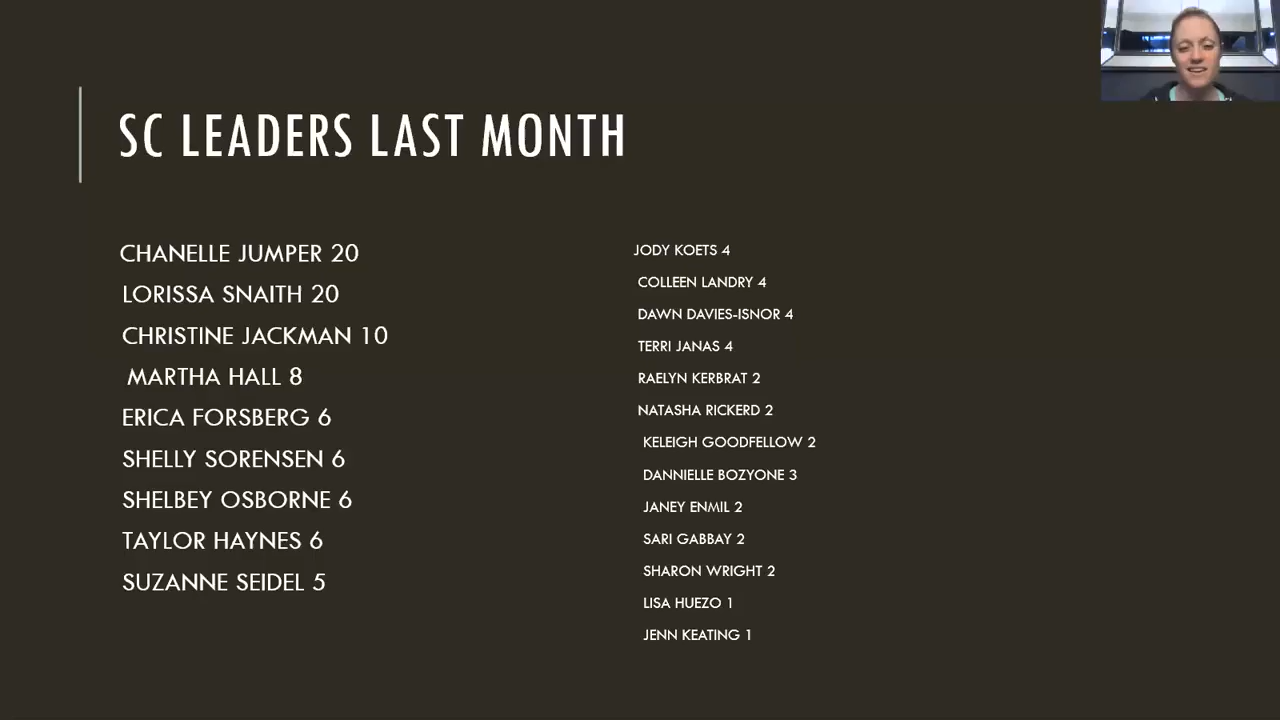 SC LEADERS LAST MONTH
CHANELLE JUMPER 20
LORISSA SNAITH 20
CHRISTINE JACKMAN 10
MARTHA HALL 8
ERICA FORSBERG 6
SHELLY SORENSEN 6
SHELBEY OSBORNE 6
TAYLOR HAYNES 6
SUZANNE SEIDEL 5
JODY KOETS 4
COLLEEN LANDRY 4
DAWN DAVIES-ISNOR 4
TERRI JANAS 4
RAELYN KERBRAT 2
NATASHA RICKERD 2
KELEIGH GOODFELLOW 2
DANNIELLE BOZYONE 3
JANEY ENMIL 2
SARI GABBAY 2
SHARON WRIGHT 2
LISA HUEZO 1
JENN KEATING 1